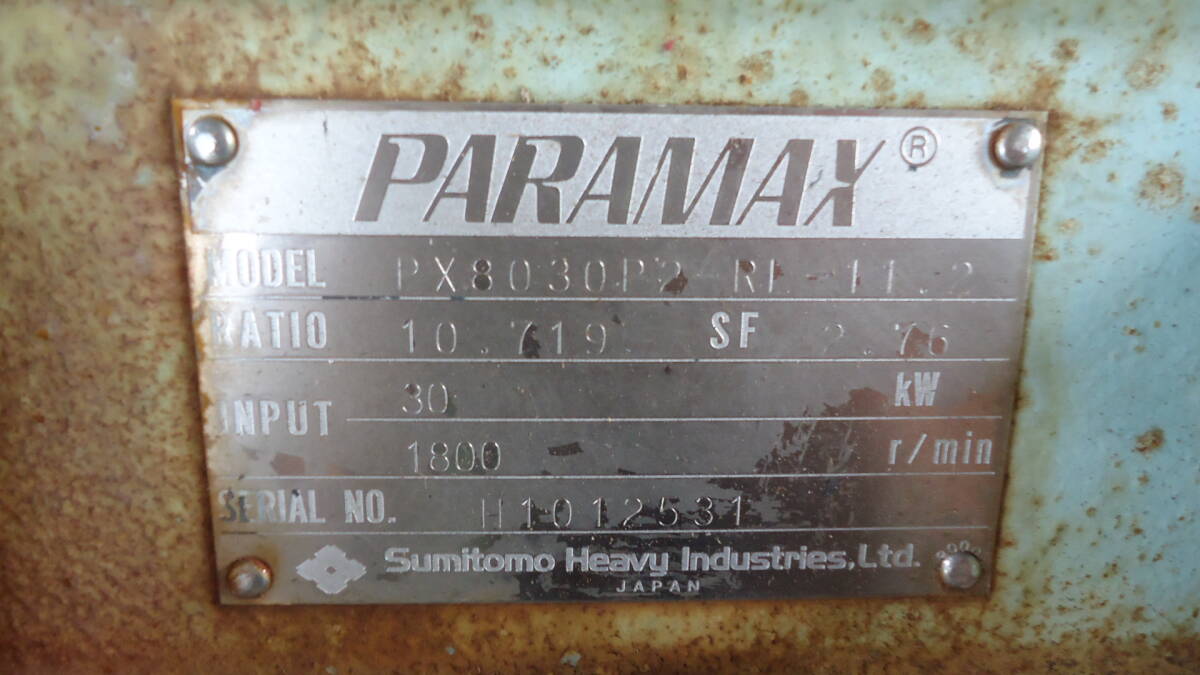 PARAMAX®
MODEL PX8030P2-RL-11.2
RATIO 10.719 SF 2.76
INPUT 30 kW
1800 r/min
SERIAL NO. H1012531
Sumitomo Heavy Industries, Ltd.
JAPAN